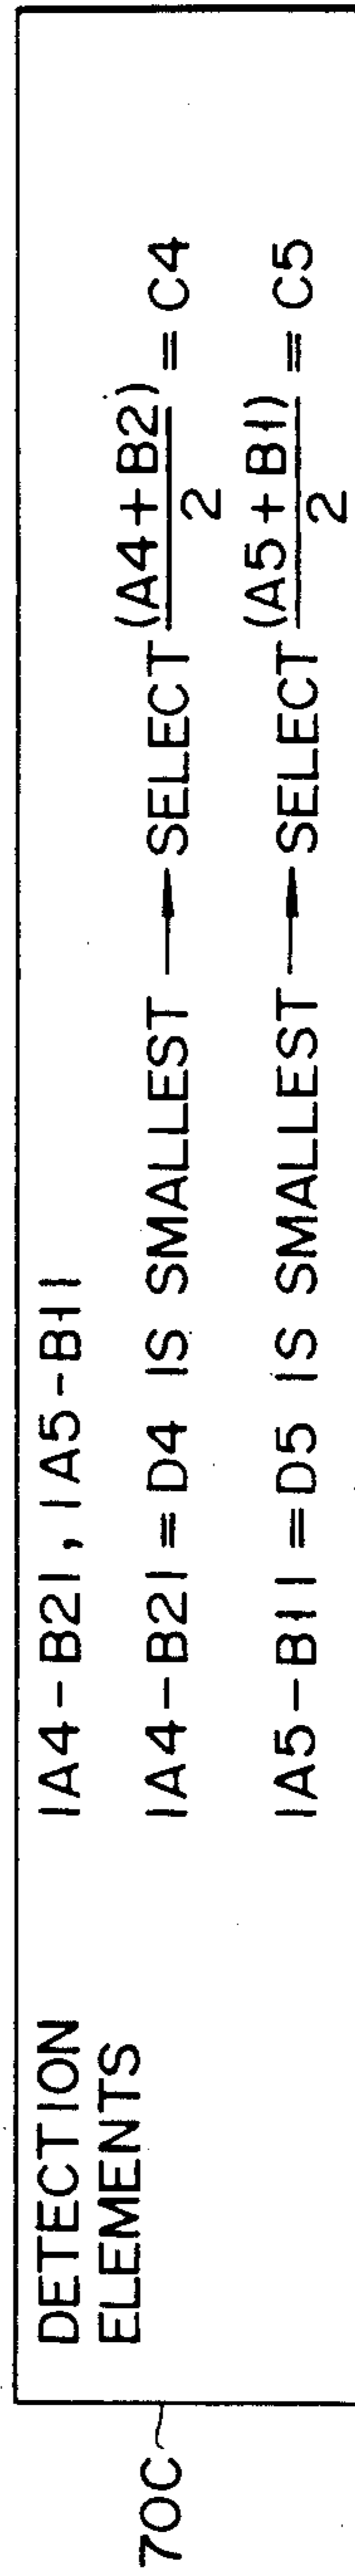 70C
DETECTION
ELEMENTS
|A4-B2|, |A5-B1|
|A4-B2| = D4 IS SMALLEST → SELECT (A4+B2)/2 = C4
|A5-B1| = D5 IS SMALLEST → SELECT (A5+B1)/2 = C5